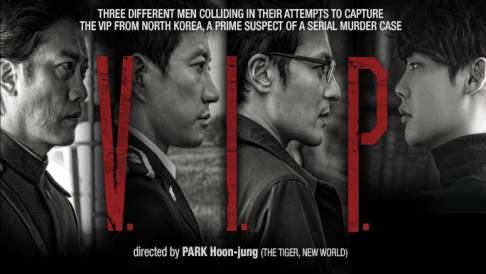 THREE DIFFERENT MEN COLLIDING IN THEIR ATTEMPTS TO CAPTURE
THE VIP FROM NORTH KOREA, A PRIME SUSPECT OF A SERIAL MURDER CASE
V.I.P.
directed by PARK Hoon-jung (THE TIGER, NEW WORLD)